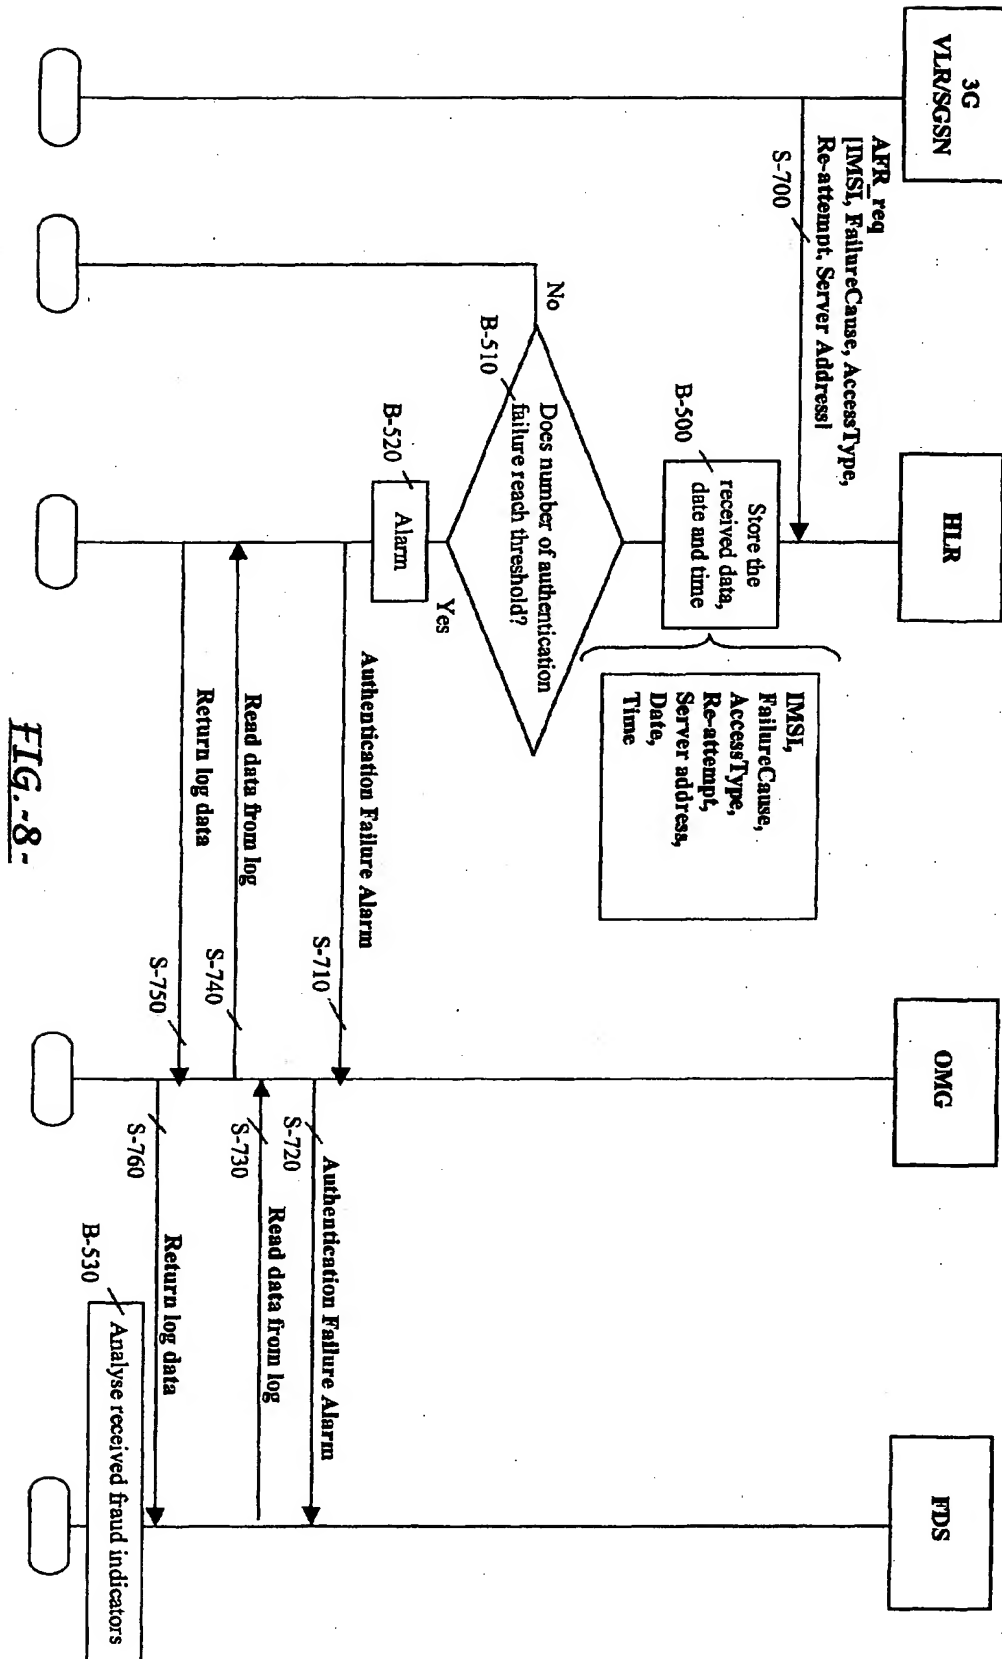 3G
VLR/SGSN
HLR
OMG
FDS
AFR_req
[IMSI, FailureCause, AccessType,
Re-attempt. Server Address]
S-700
B-500
Store the
received data,
date and time
IMSI,
FailureCause,
AccessType,
Re-attempt,
Server address,
Date,
Time
B-510
Does number of authentication
failure reach threshold?
No
Yes
B-520
Alarm
Authentication Failure Alarm
S-710
S-720
Authentication Failure Alarm
S-730
Read data from log
Read data from log
S-740
Return log data
S-750
S-760
Return log data
B-530
Analyse received fraud indicators
FIG.-8-